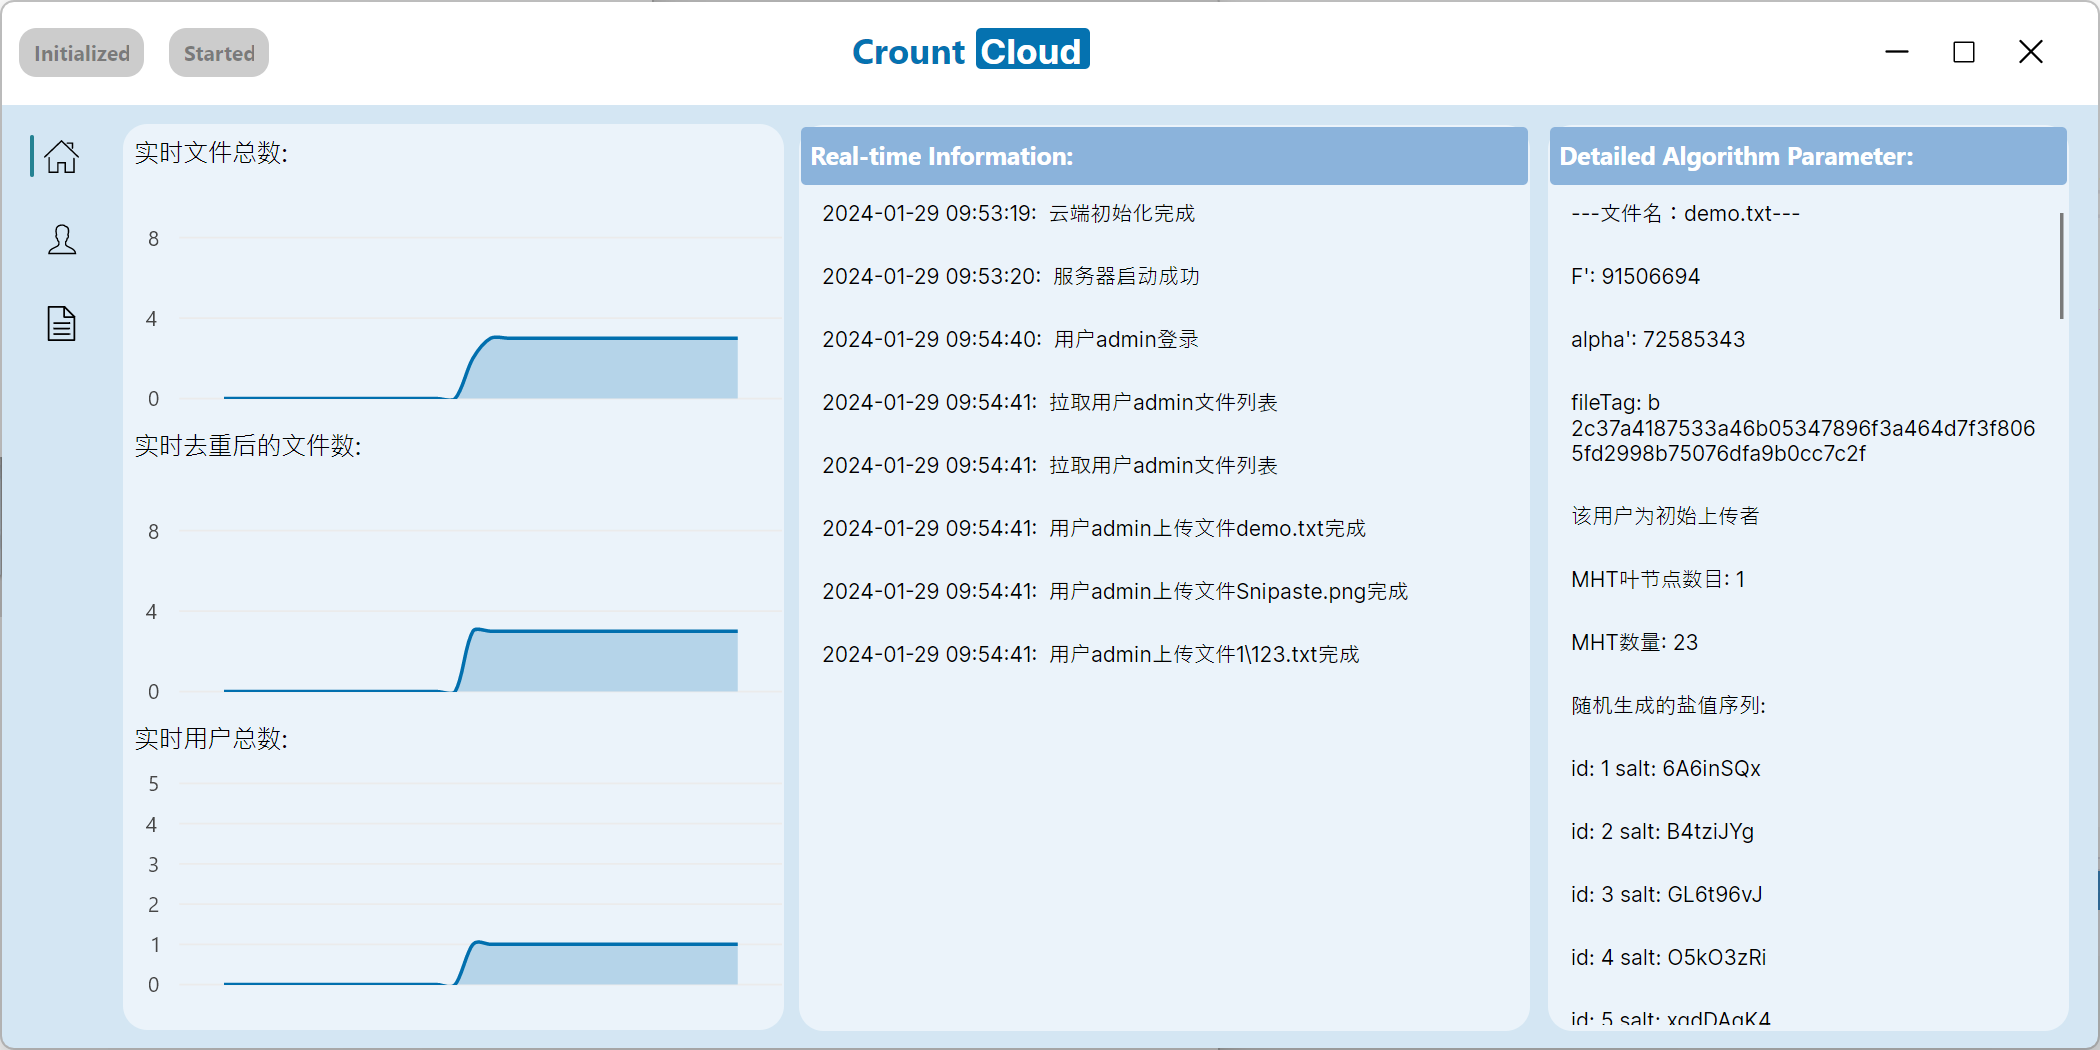 Initialized
Started
Crount Cloud
实时文件总数:
8
4
0
实时去重后的文件数:
8
4
0
实时用户总数:
5
4
3
2
1
0
Real-time Information:
2024-01-29 09:53:19: 云端初始化完成
2024-01-29 09:53:20: 服务器启动成功
2024-01-29 09:54:40: 用户admin登录
2024-01-29 09:54:41: 拉取用户admin文件列表
2024-01-29 09:54:41: 拉取用户admin文件列表
2024-01-29 09:54:41: 用户admin上传文件demo.txt完成
2024-01-29 09:54:41: 用户admin上传文件Snipaste.png完成
2024-01-29 09:54:41: 用户admin上传文件1\123.txt完成
Detailed Algorithm Parameter:
---文件名：demo.txt---
F': 91506694
alpha': 72585343
fileTag: b
2c37a4187533a46b05347896f3a464d7f3f806
5fd2998b75076dfa9b0cc7c2f
该用户为初始上传者
MHT叶节点数目: 1
MHT数量: 23
随机生成的盐值序列:
id: 1 salt: 6A6inSQx
id: 2 salt: B4tziJYg
id: 3 salt: GL6t96vJ
id: 4 salt: O5kO3zRi
id: 5 salt: